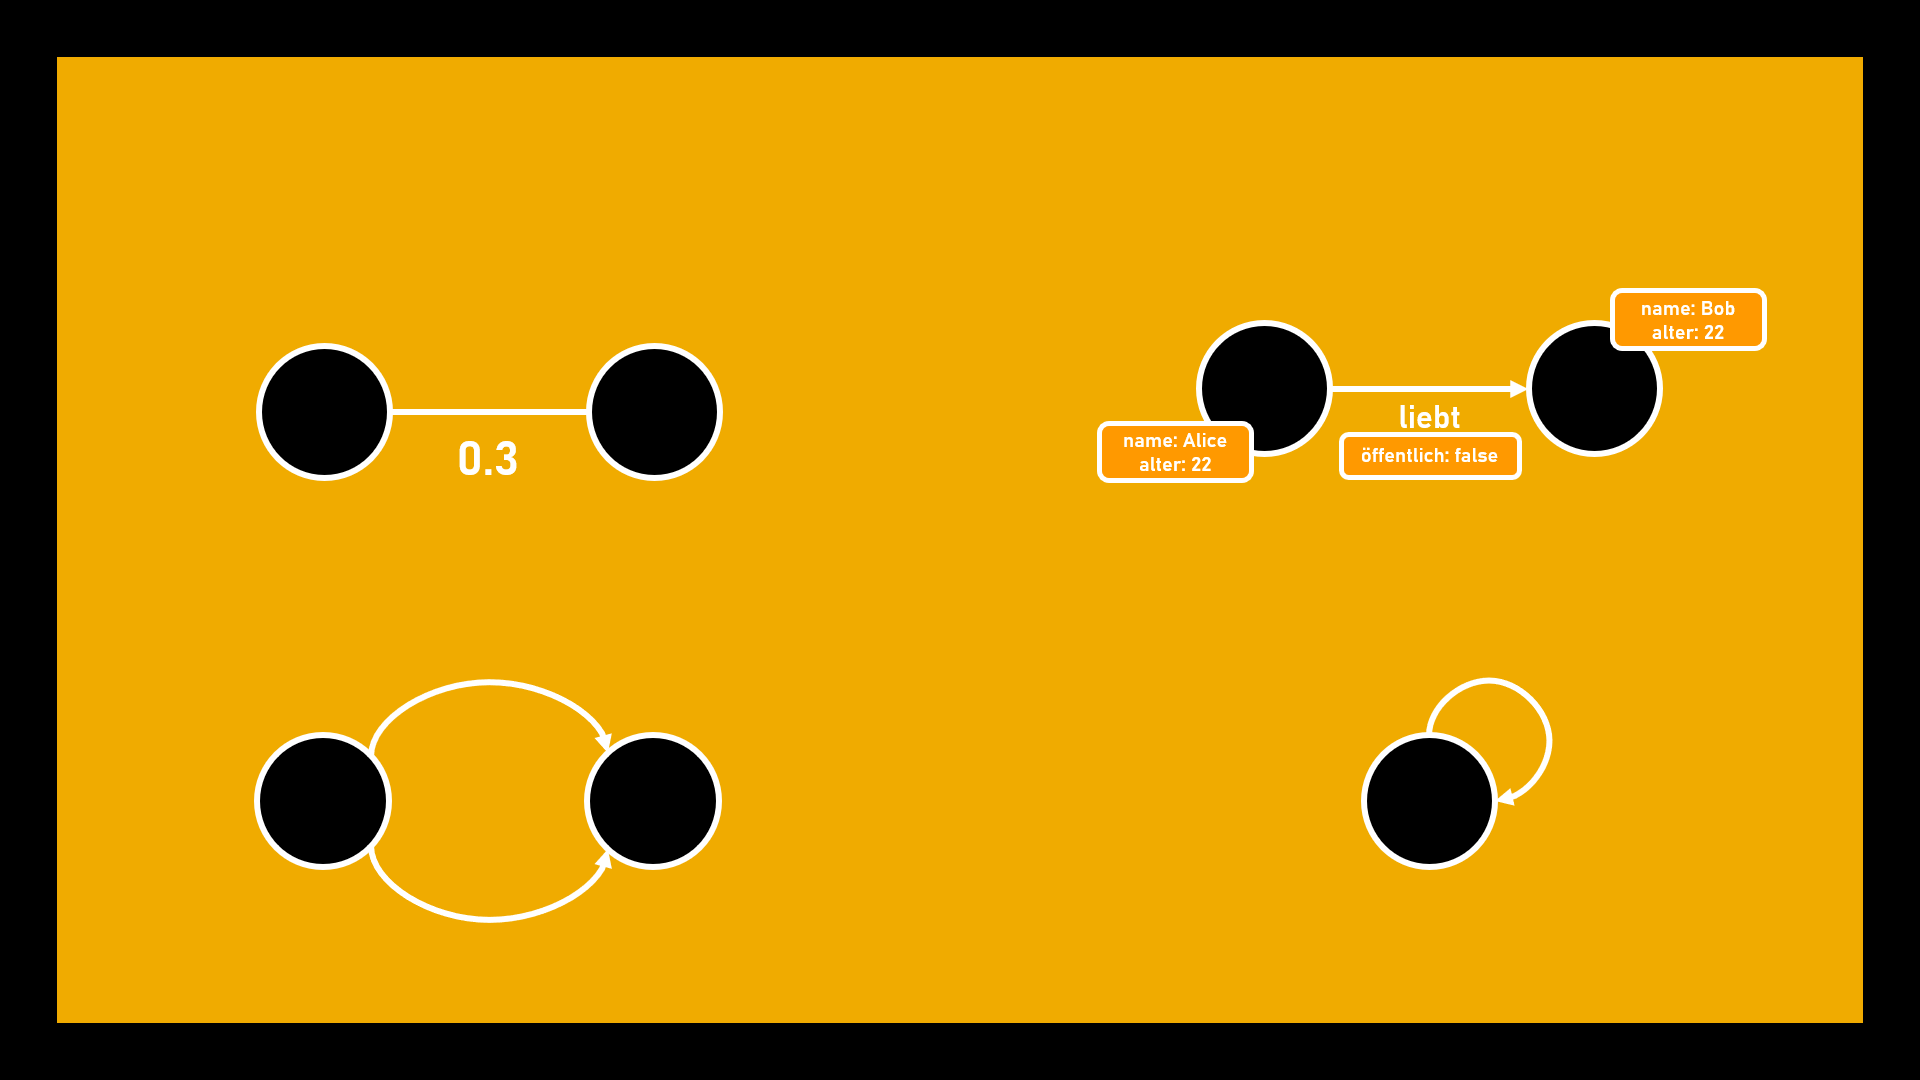 0.3
name: Bob
alter: 22
liebt
name: Alice
alter: 22
öffentlich: false